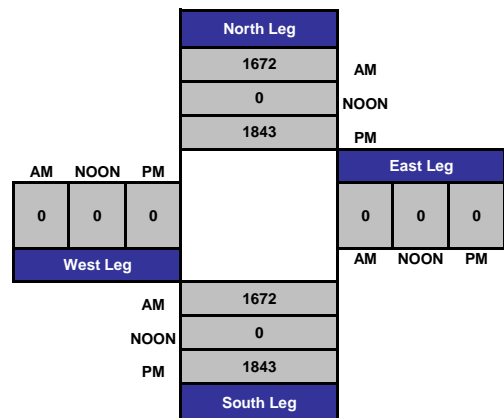 North Leg
1672 AM
0 NOON
1843 PM
AM NOON PM
East Leg
0 0 0
0 0 0
West Leg
AM NOON PM
AM 1672
NOON 0
PM 1843
South Leg